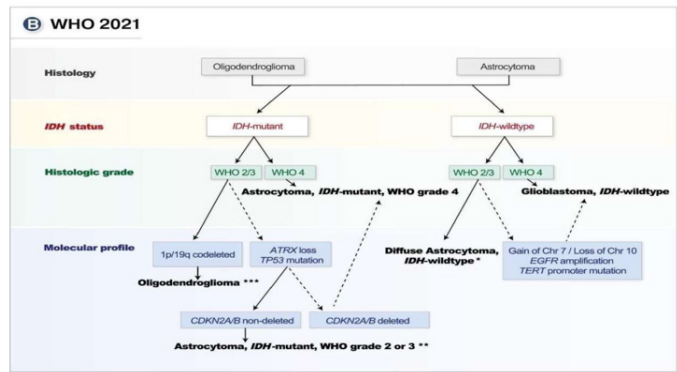 B WHO 2021
Histology
Oligodendroglioma
Astrocytoma
IDH status
IDH-mutant
IDH-wildtype
Histologic grade
WHO 2/3
WHO 4
WHO 2/3
WHO 4
Astrocytoma, IDH-mutant, WHO grade 4
Glioblastoma, IDH-wildtype
Molecular profile
1p/19q codeleted
ATRX loss
TP53 mutation
Diffuse Astrocytoma,
IDH-wildtype *
Gain of Chr 7 / Loss of Chr 10
EGFR amplification
TERT promoter mutation
Oligodendroglioma ***
CDKN2A/B non-deleted
CDKN2A/B deleted
Astrocytoma, IDH-mutant, WHO grade 2 or 3 **